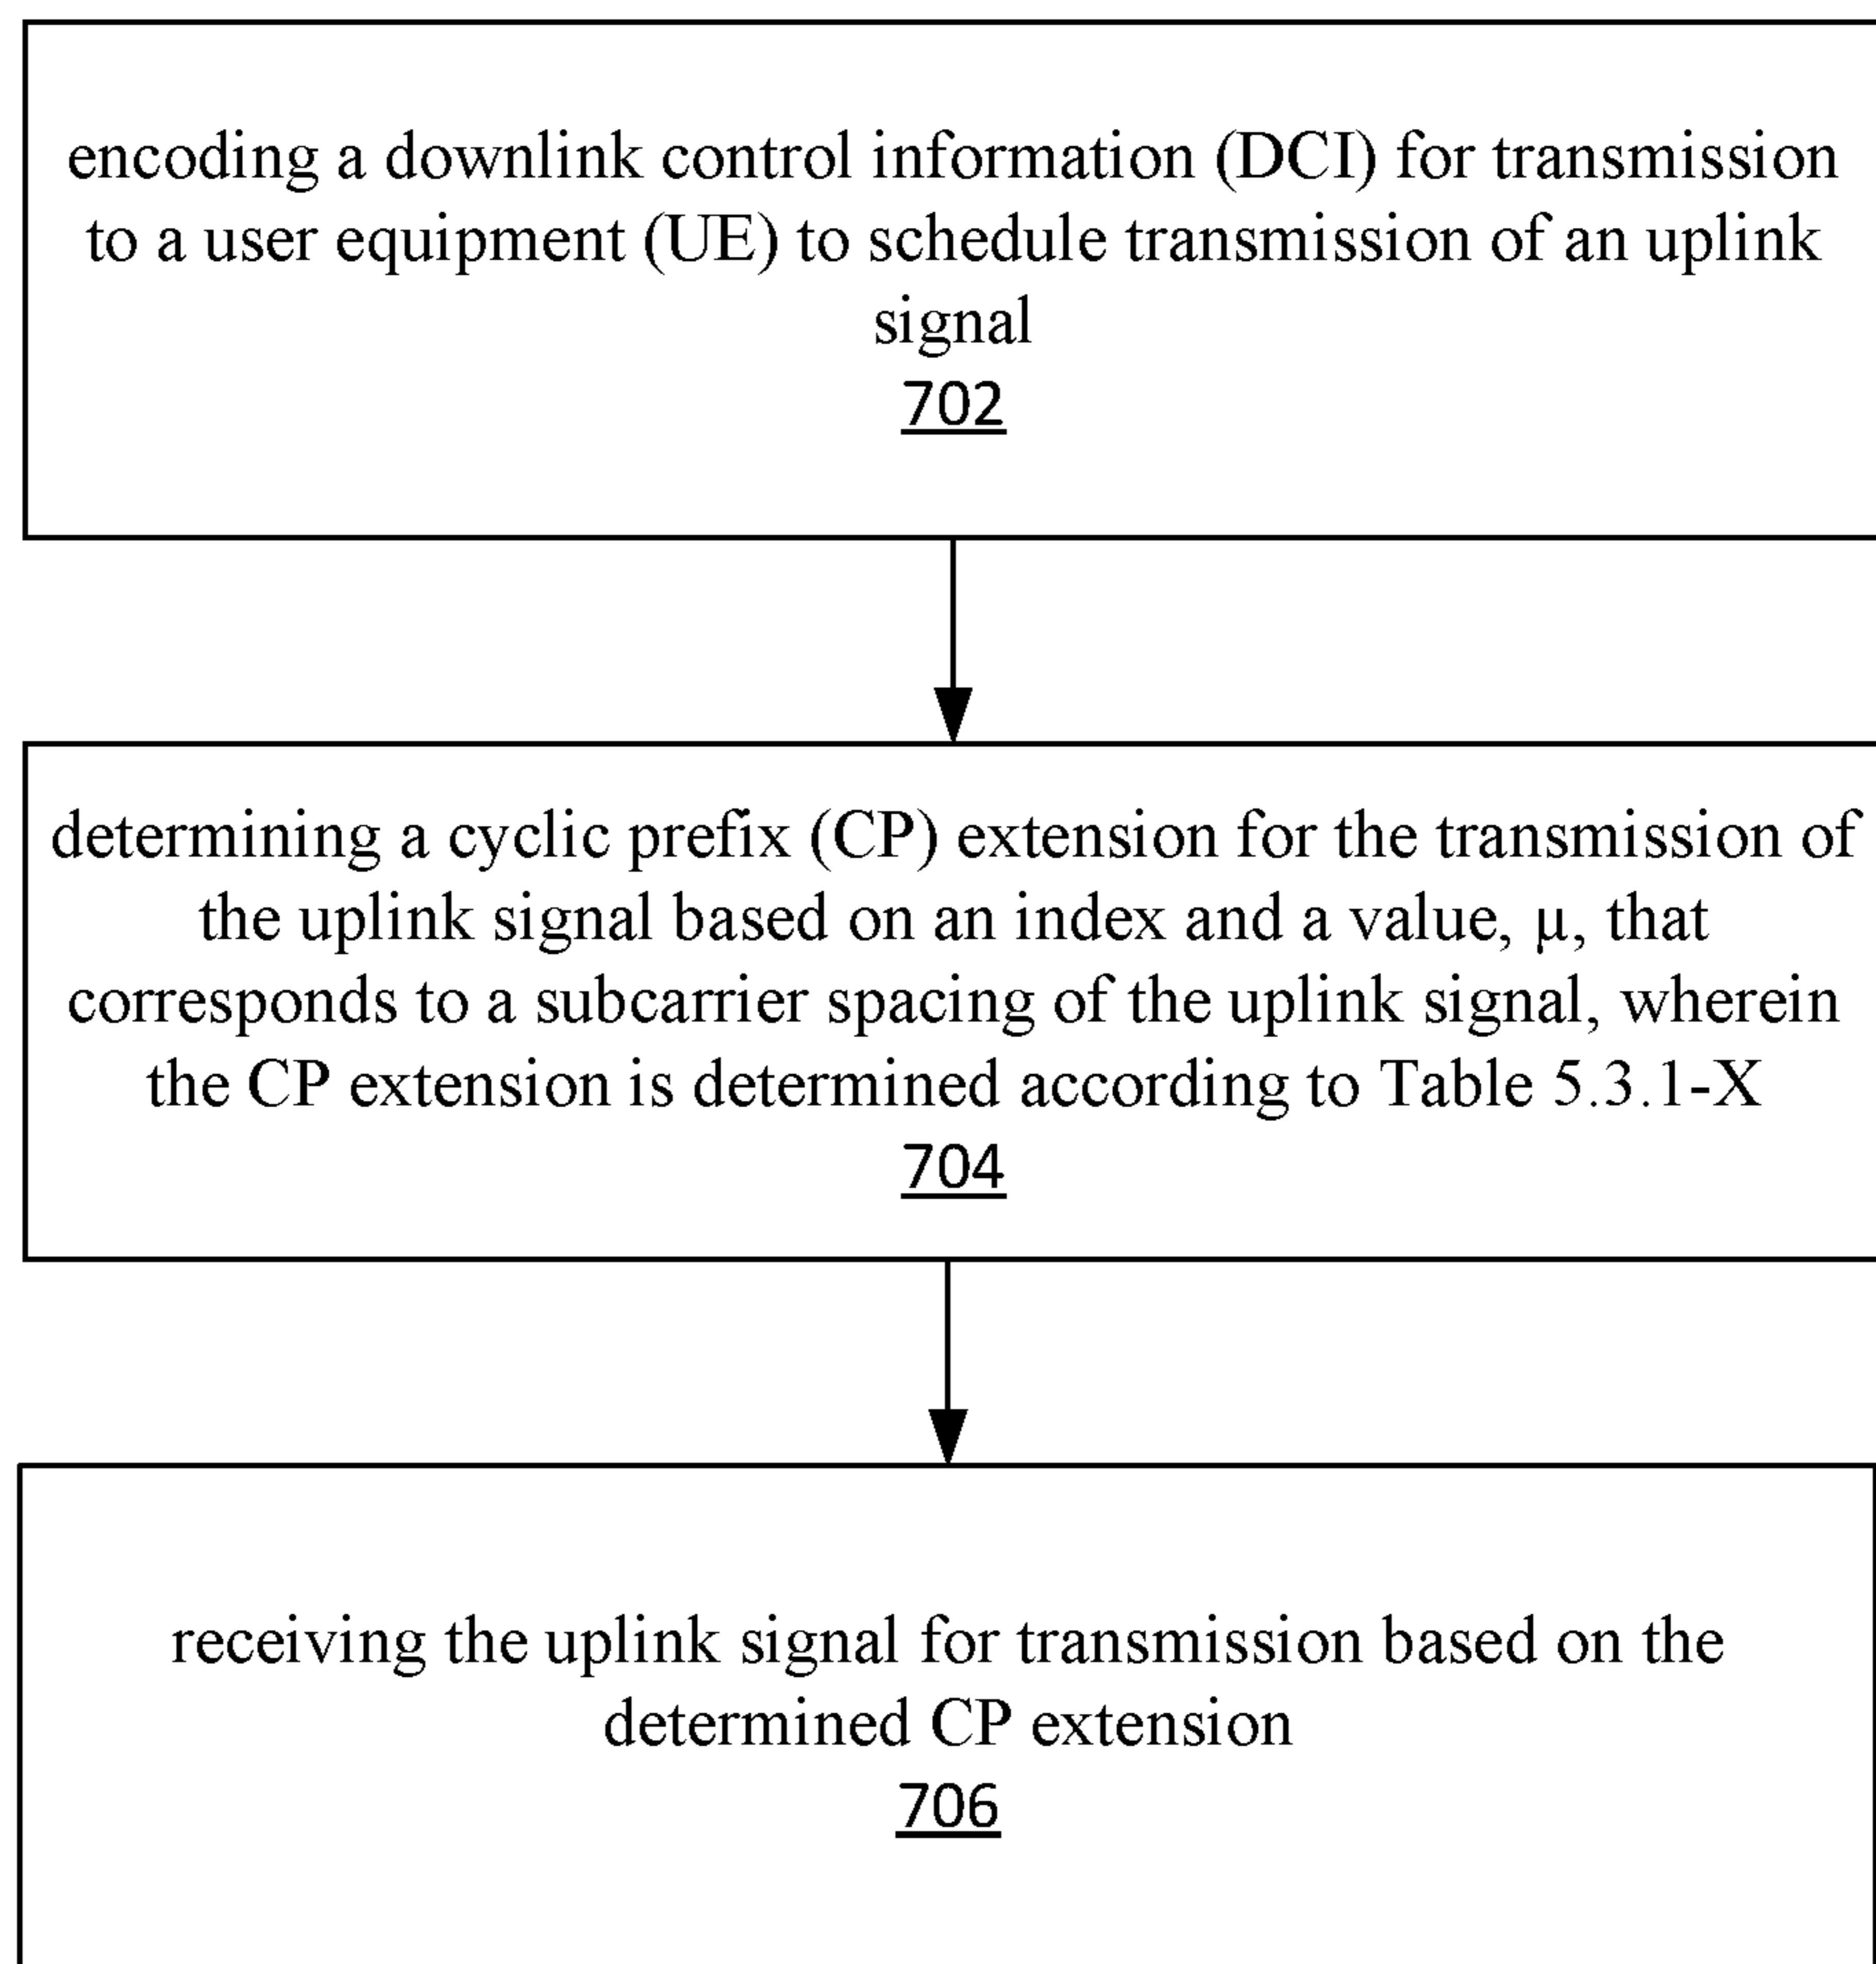 encoding a downlink control information (DCI) for transmission
to a user equipment (UE) to schedule transmission of an uplink
signal
702
determining a cyclic prefix (CP) extension for the transmission of
the uplink signal based on an index and a value, μ, that
corresponds to a subcarrier spacing of the uplink signal, wherein
the CP extension is determined according to Table 5.3.1-X
704
receiving the uplink signal for transmission based on the
determined CP extension
706